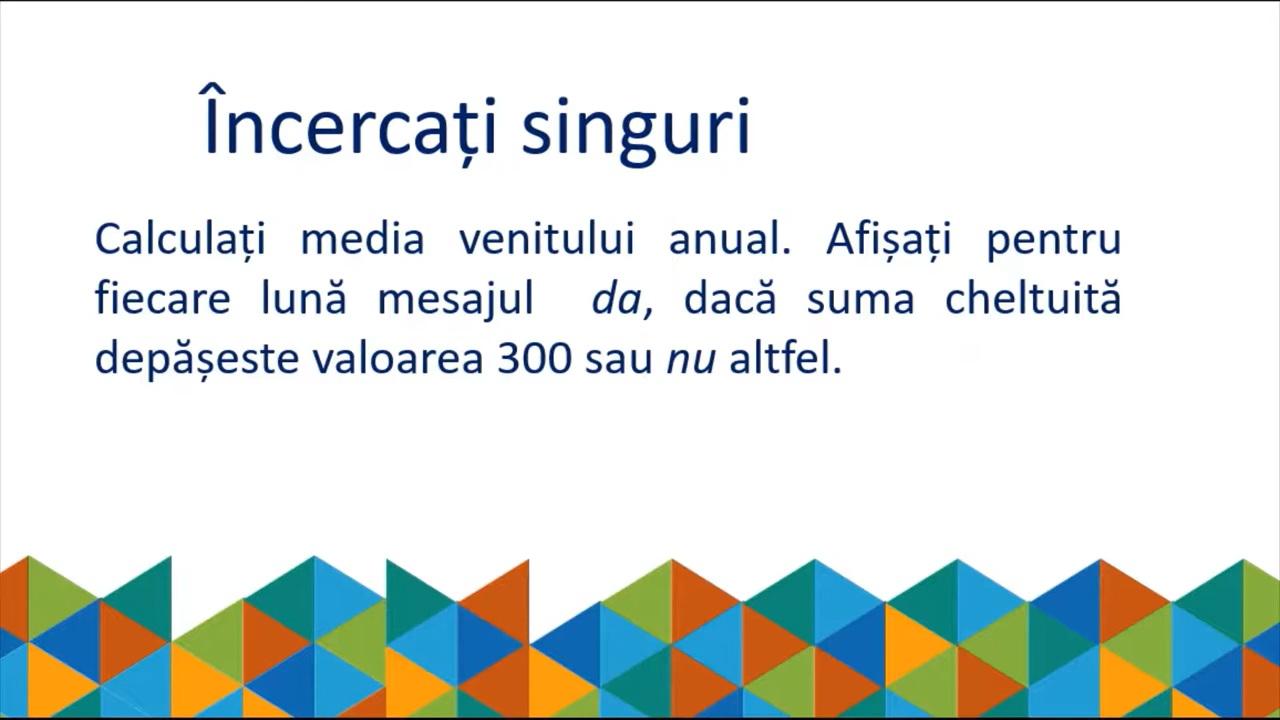 Încercați singuri
Calculați media venitului anual. Afișați pentru
fiecare lună mesajul da, dacă suma cheltuită
depășește valoarea 300 sau nu altfel.